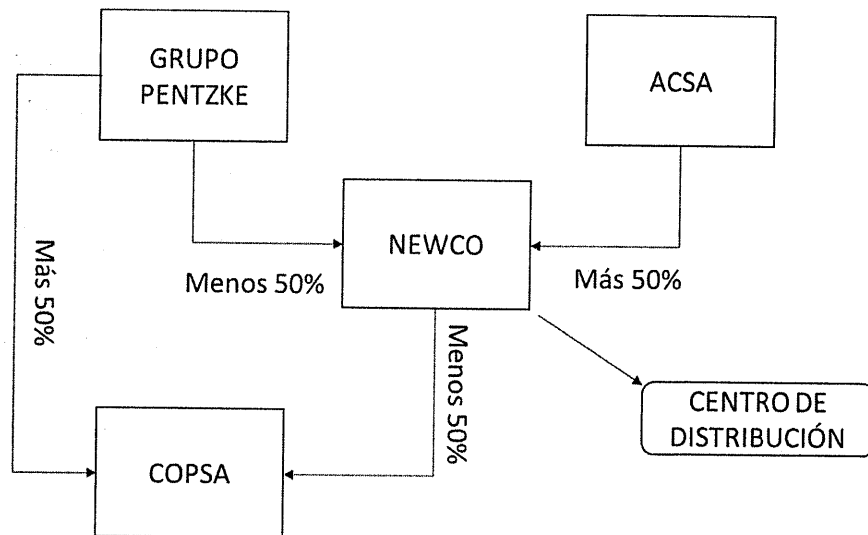 GRUPO
PENTZKE
ACSA
NEWCO
Menos 50%
Más 50%
Más 50%
Menos 50%
CENTRO DE
DISTRIBUCIÓN
COPSA